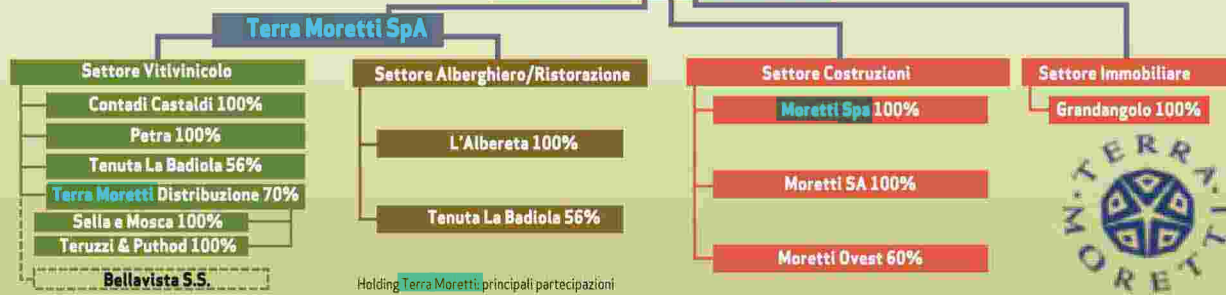 Terra Moretti SpA
Settore Vitivinicolo
Contadi Castaldi 100%
Petra 100%
Tenuta La Badiola 56%
Terra Moretti Distribuzione 70%
Sella e Mosca 100%
Teruzzi & Puthod 100%
Bellavista S.S.
Settore Alberghiero/Ristorazione
L'Albereta 100%
Tenuta La Badiola 56%
Settore Costruzioni
Moretti Spa 100%
Moretti SA 100%
Moretti Ovest 60%
Settore Immobiliare
Grandangolo 100%
TERRA MORETTI
Holding Terra Moretti: principali partecipazioni